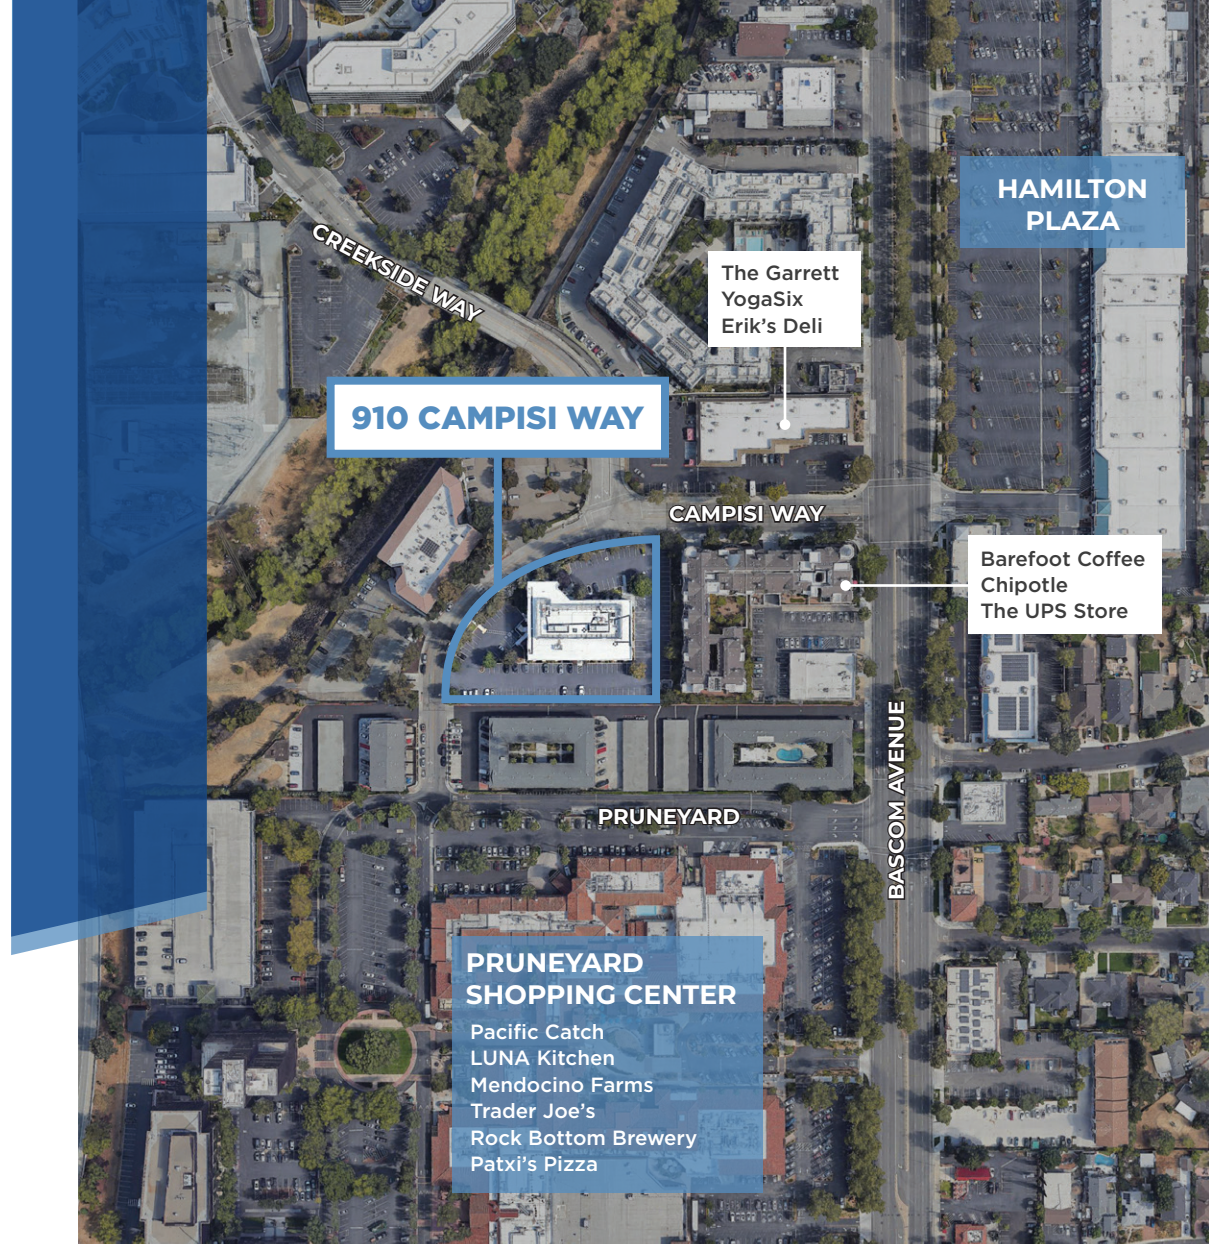 HAMILTON
PLAZA
CREEKSIDE WAY
The Garrett
YogaSix
Erik’s Deli
910 CAMPISI WAY
CAMPISI WAY
Barefoot Coffee
Chipotle
The UPS Store
BASCOM AVENUE
PRUNEYARD
PRUNEYARD
SHOPPING CENTER
Pacific Catch
LUNA Kitchen
Mendocino Farms
Trader Joe’s
Rock Bottom Brewery
Patxi’s Pizza